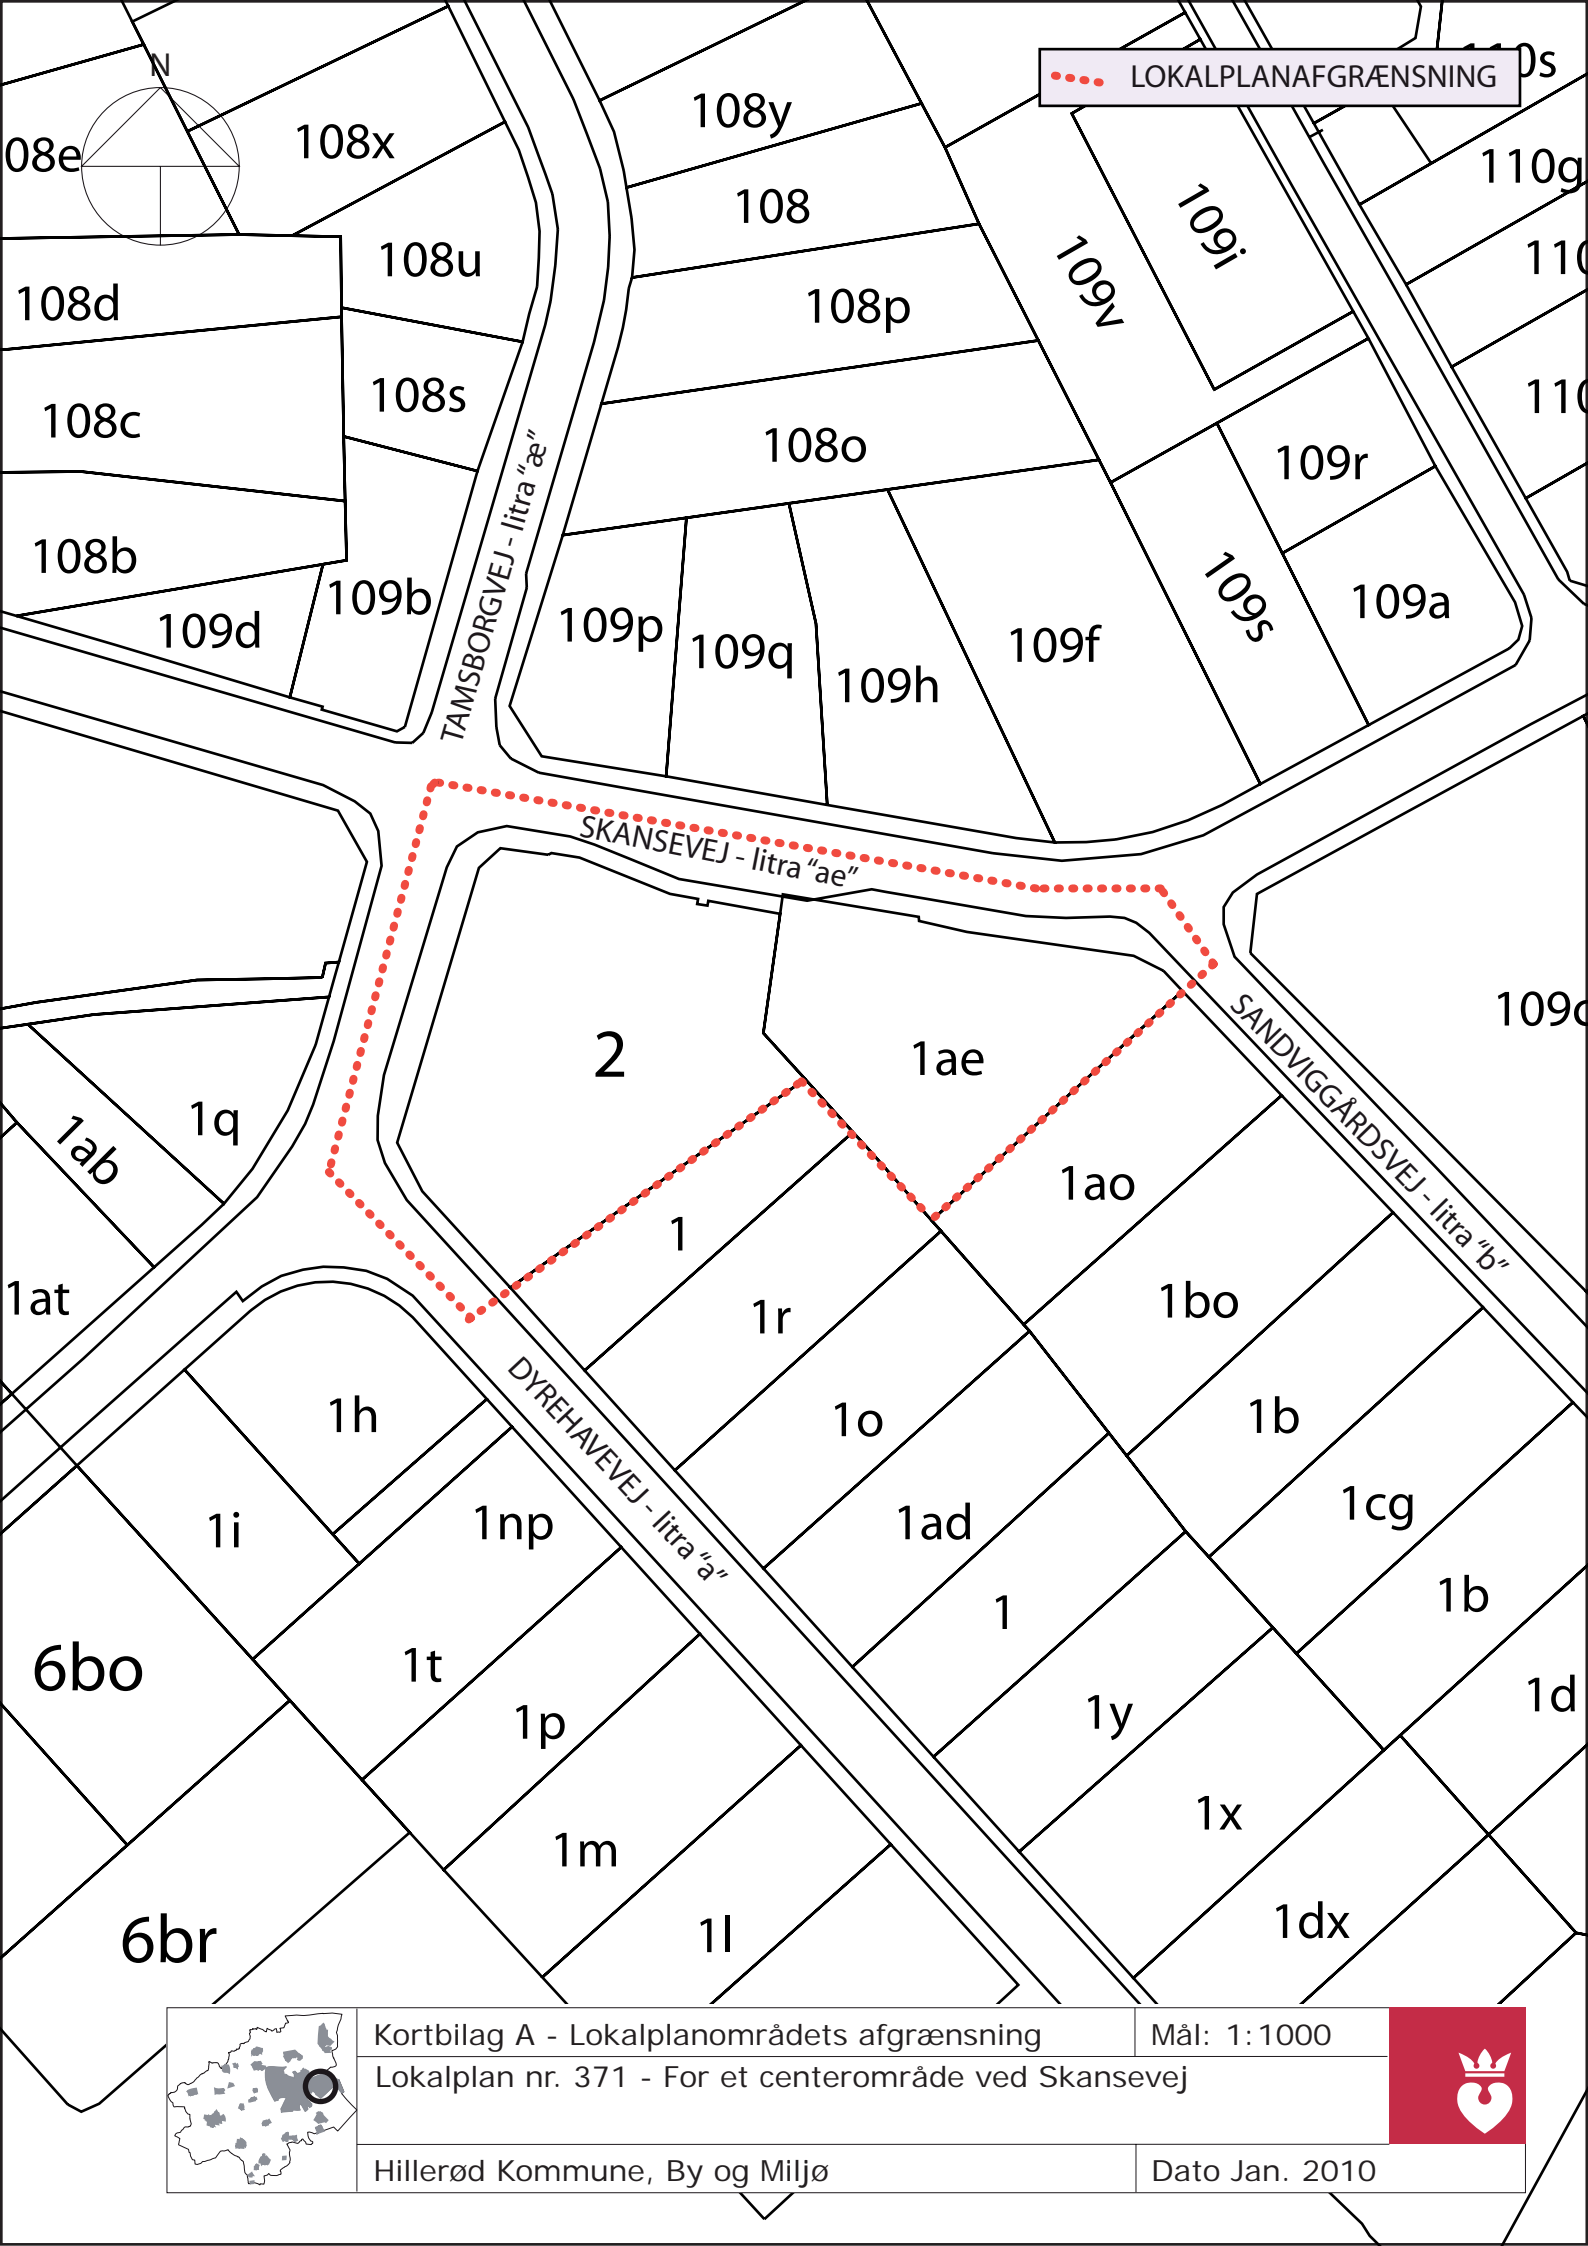 N
LOKALPLANAFGRÆNSNING
08e
108x
108y
110g
108
109i
108u
109v
108d
108p
108s
108c
108o
109r
TAMSBORGVEJ - litra “æ”
108b
109b
109d
109p
109q
109h
109f
109s
109a
SKANSEVEJ - litra “ae”
2
1ae
SANDVIGGÅRDSVEJ - litra “b”
1q
1ab
1ao
1
1at
1r
1bo
DYREHAVEVEJ - litra “a”
1h
1o
1b
1i
1np
1ad
1cg
1
1b
6bo
1t
1p
1y
1d
1m
1x
6br
1l
1dx
Kortbilag A - Lokalplanområdets afgrænsning
Mål: 1:1000
Lokalplan nr. 371 - For et centerområde ved Skansevej
Hillerød Kommune, By og Miljø
Dato Jan. 2010